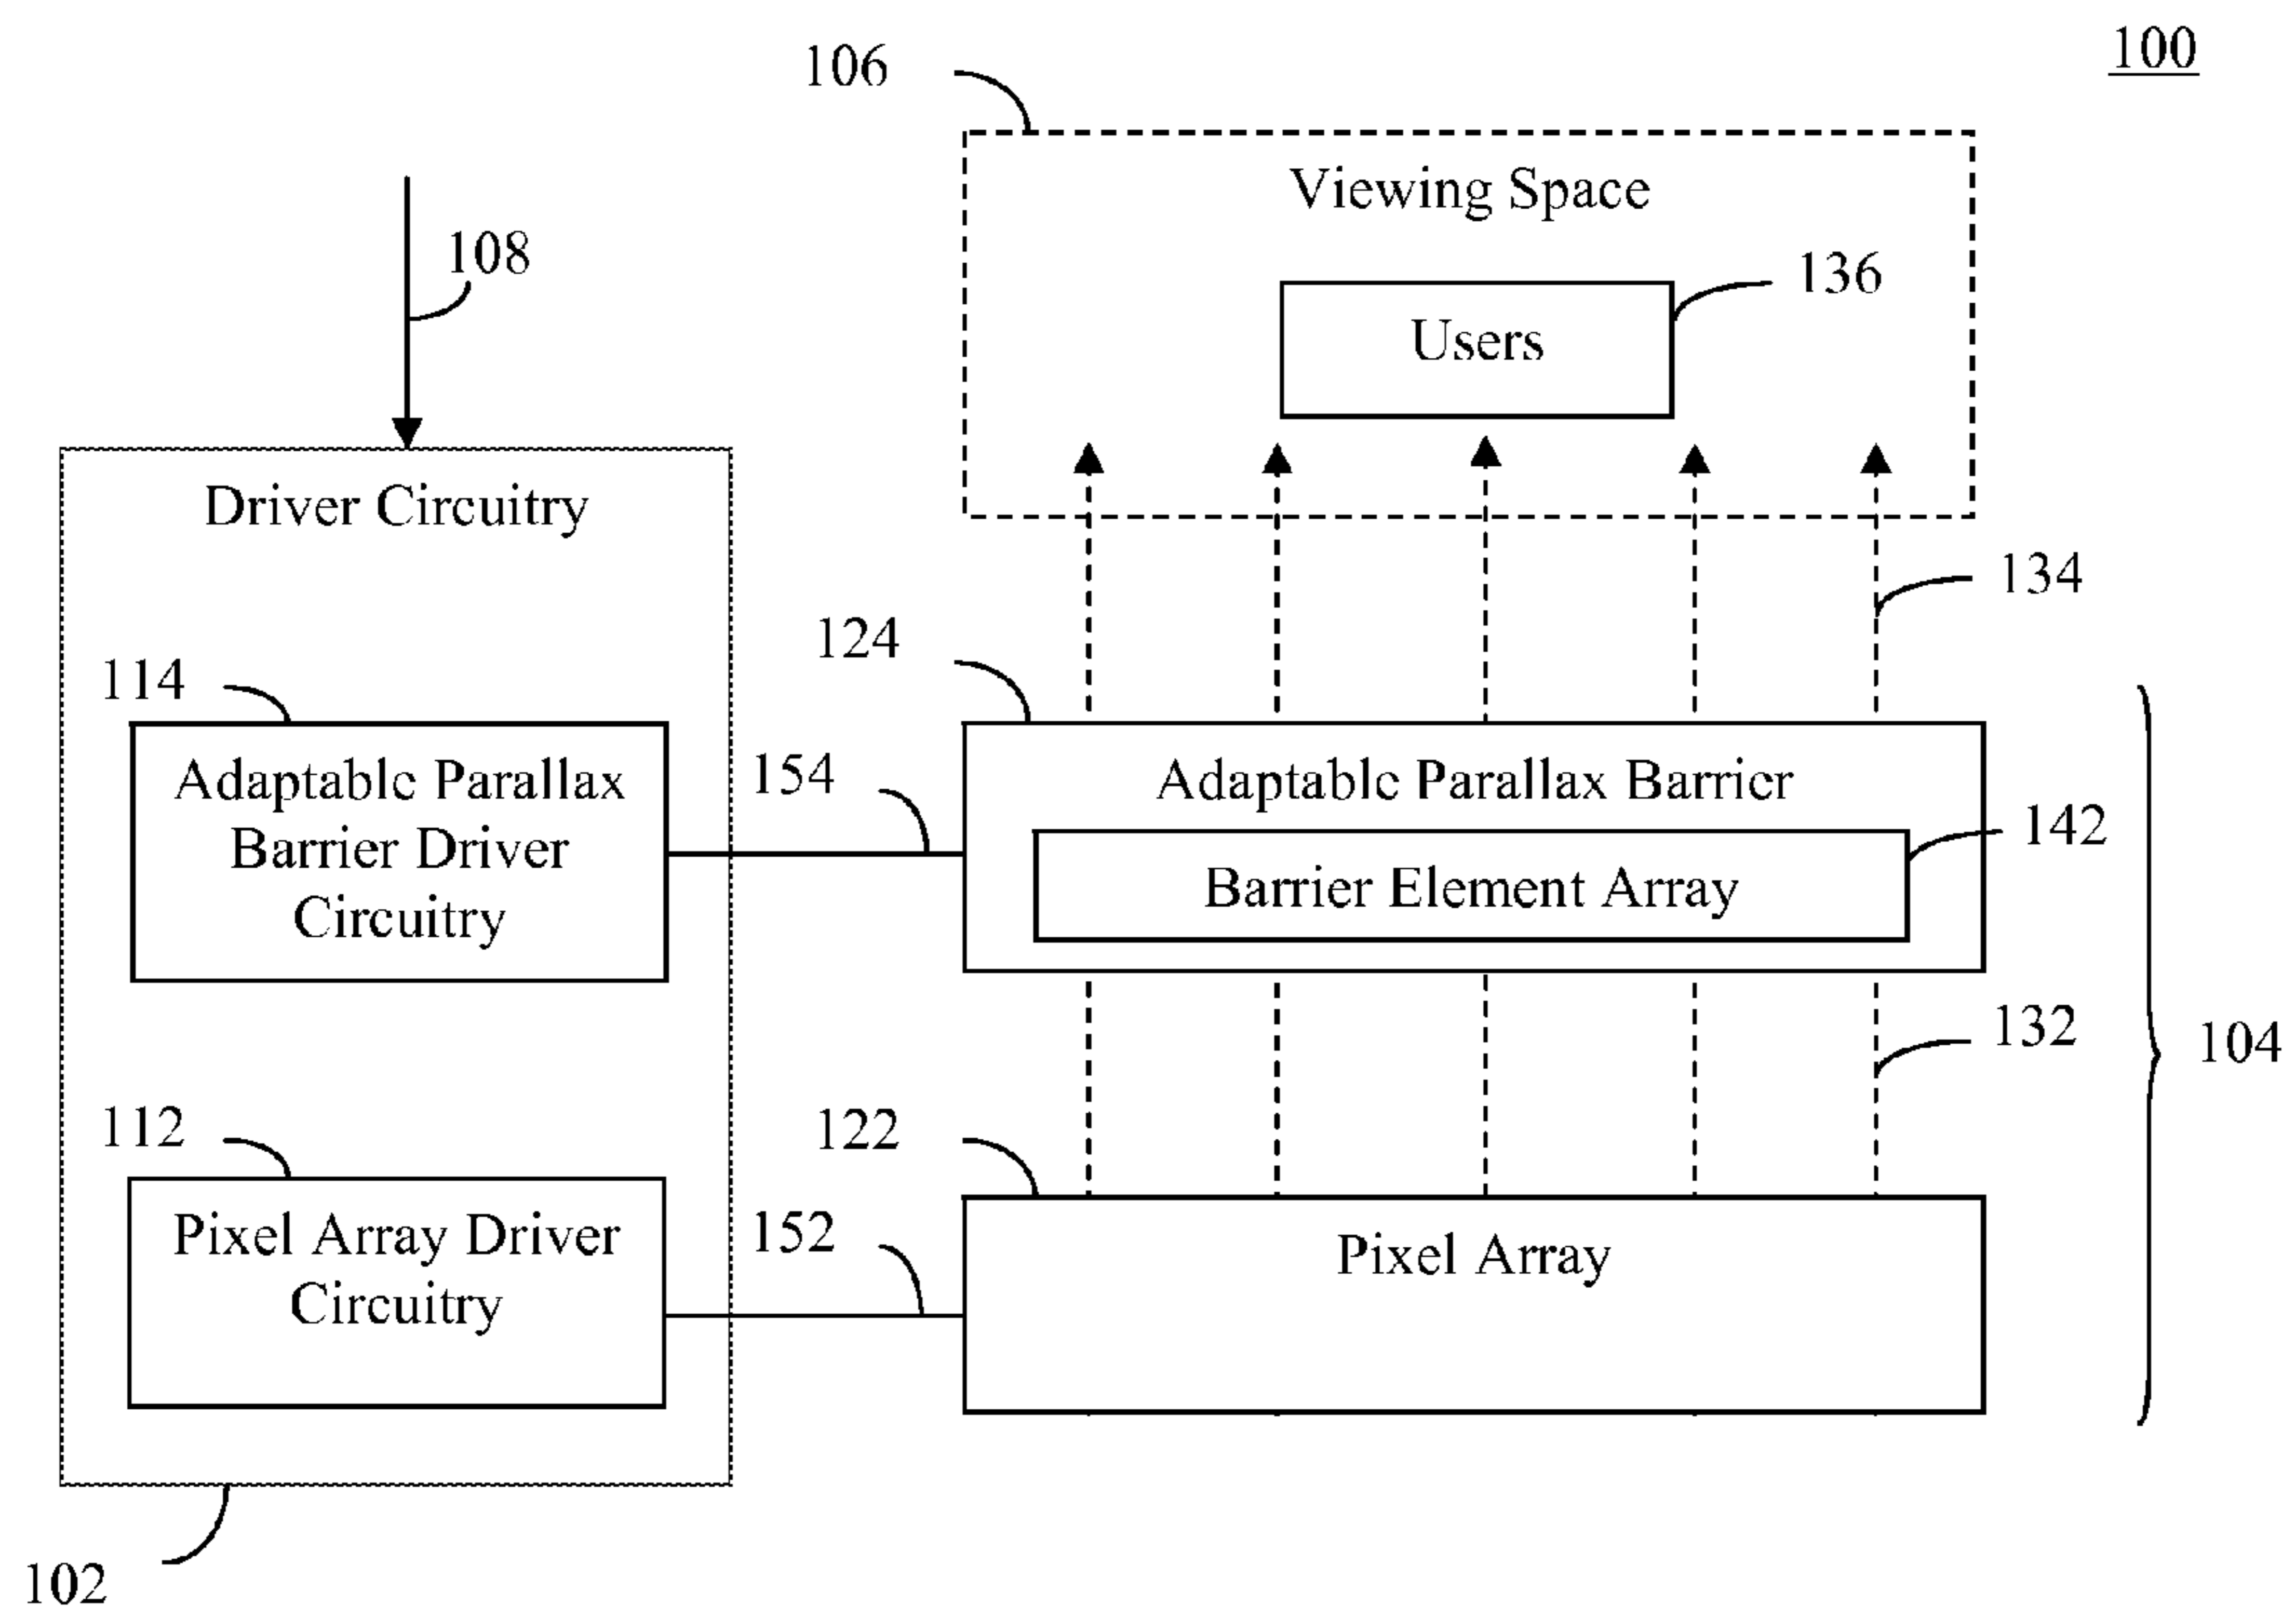 100
106
Viewing Space
108
136
Users
Driver Circuitry
134
124
114
Adaptable Parallax
Barrier Driver
Circuitry
154
Adaptable Parallax Barrier
142
Barrier Element Array
132
104
112
122
Pixel Array Driver
Circuitry
152
Pixel Array
102